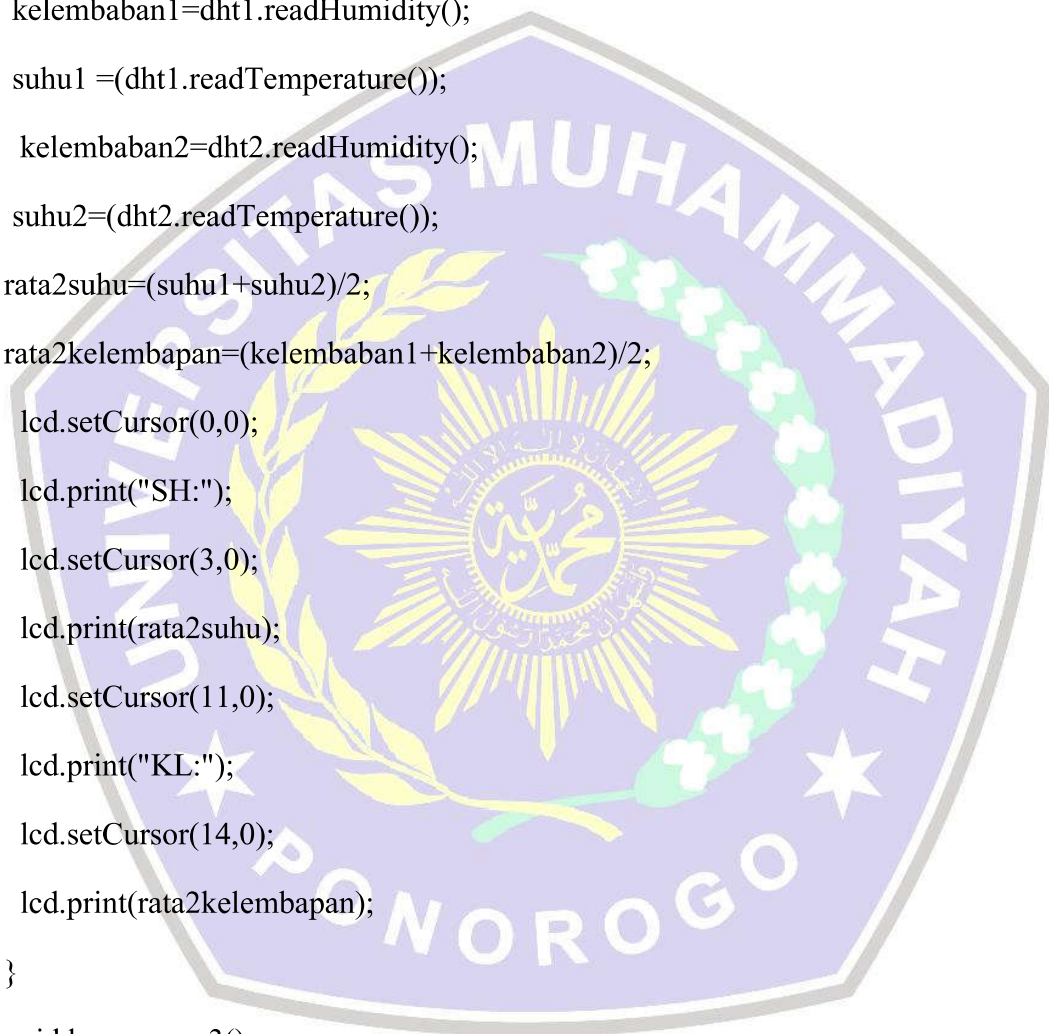 kelembaban1=dht1.readHumidity();
suhu1 =(dht1.readTemperature());
kelembaban2=dht2.readHumidity();
suhu2=(dht2.readTemperature());
rata2suhu=(suhu1+suhu2)/2;
rata2kelembapan=(kelembaban1+kelembaban2)/2;
lcd.setCursor(0,0);
lcd.print("SH:");
lcd.setCursor(3,0);
lcd.print(rata2suhu);
lcd.setCursor(11,0);
lcd.print("KL:");
lcd.setCursor(14,0);
lcd.print(rata2kelembapan);
}
UNIVERSITAS MUHAMMADIYAH
PONOROGO